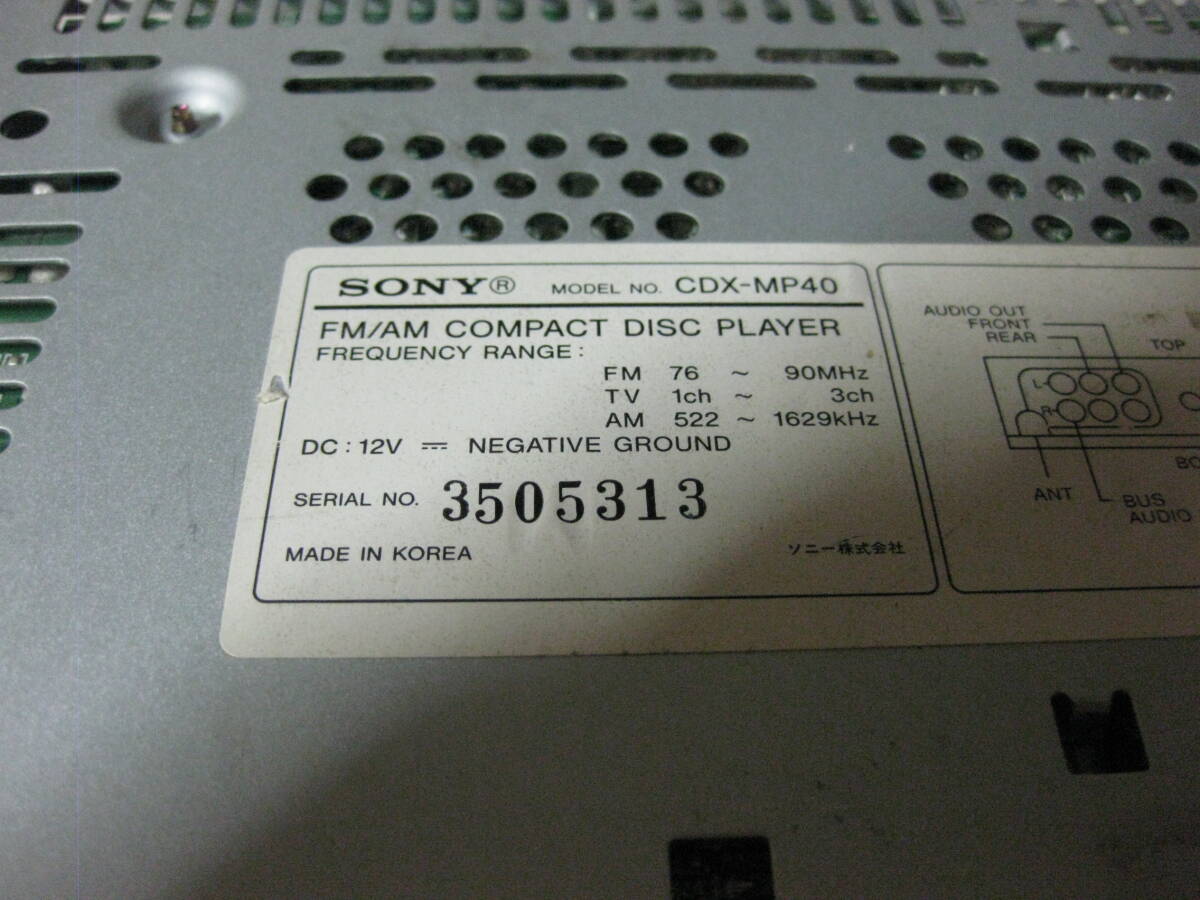 SONY® MODEL NO. CDX-MP40
FM/AM COMPACT DISC PLAYER
FREQUENCY RANGE:
FM 76 ~ 90MHz
TV 1ch ~ 3ch
AM 522 ~ 1629kHz
DC : 12V ⎓ NEGATIVE GROUND
SERIAL NO. 3505313
MADE IN KOREA ソニー株式会社
AUDIO OUT
FRONT
REAR
TOP
L
R
ANT
BUS
AUDIO